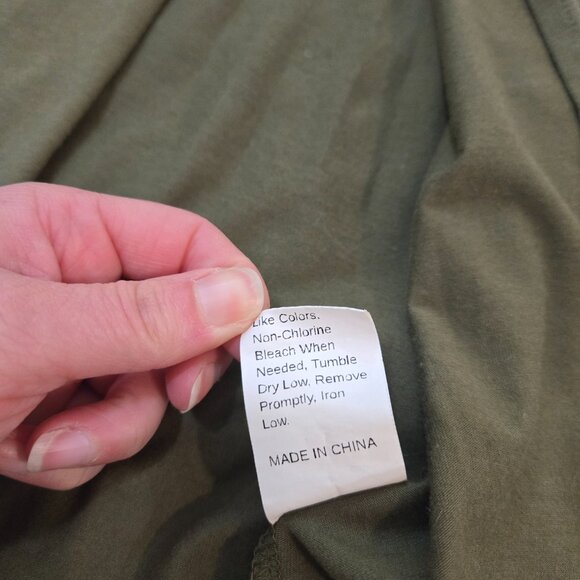 Like Colors.
Non-Chlorine
Bleach When
Needed, Tumble
Dry Low, Remove
Promptly, Iron
Low.
MADE IN CHINA